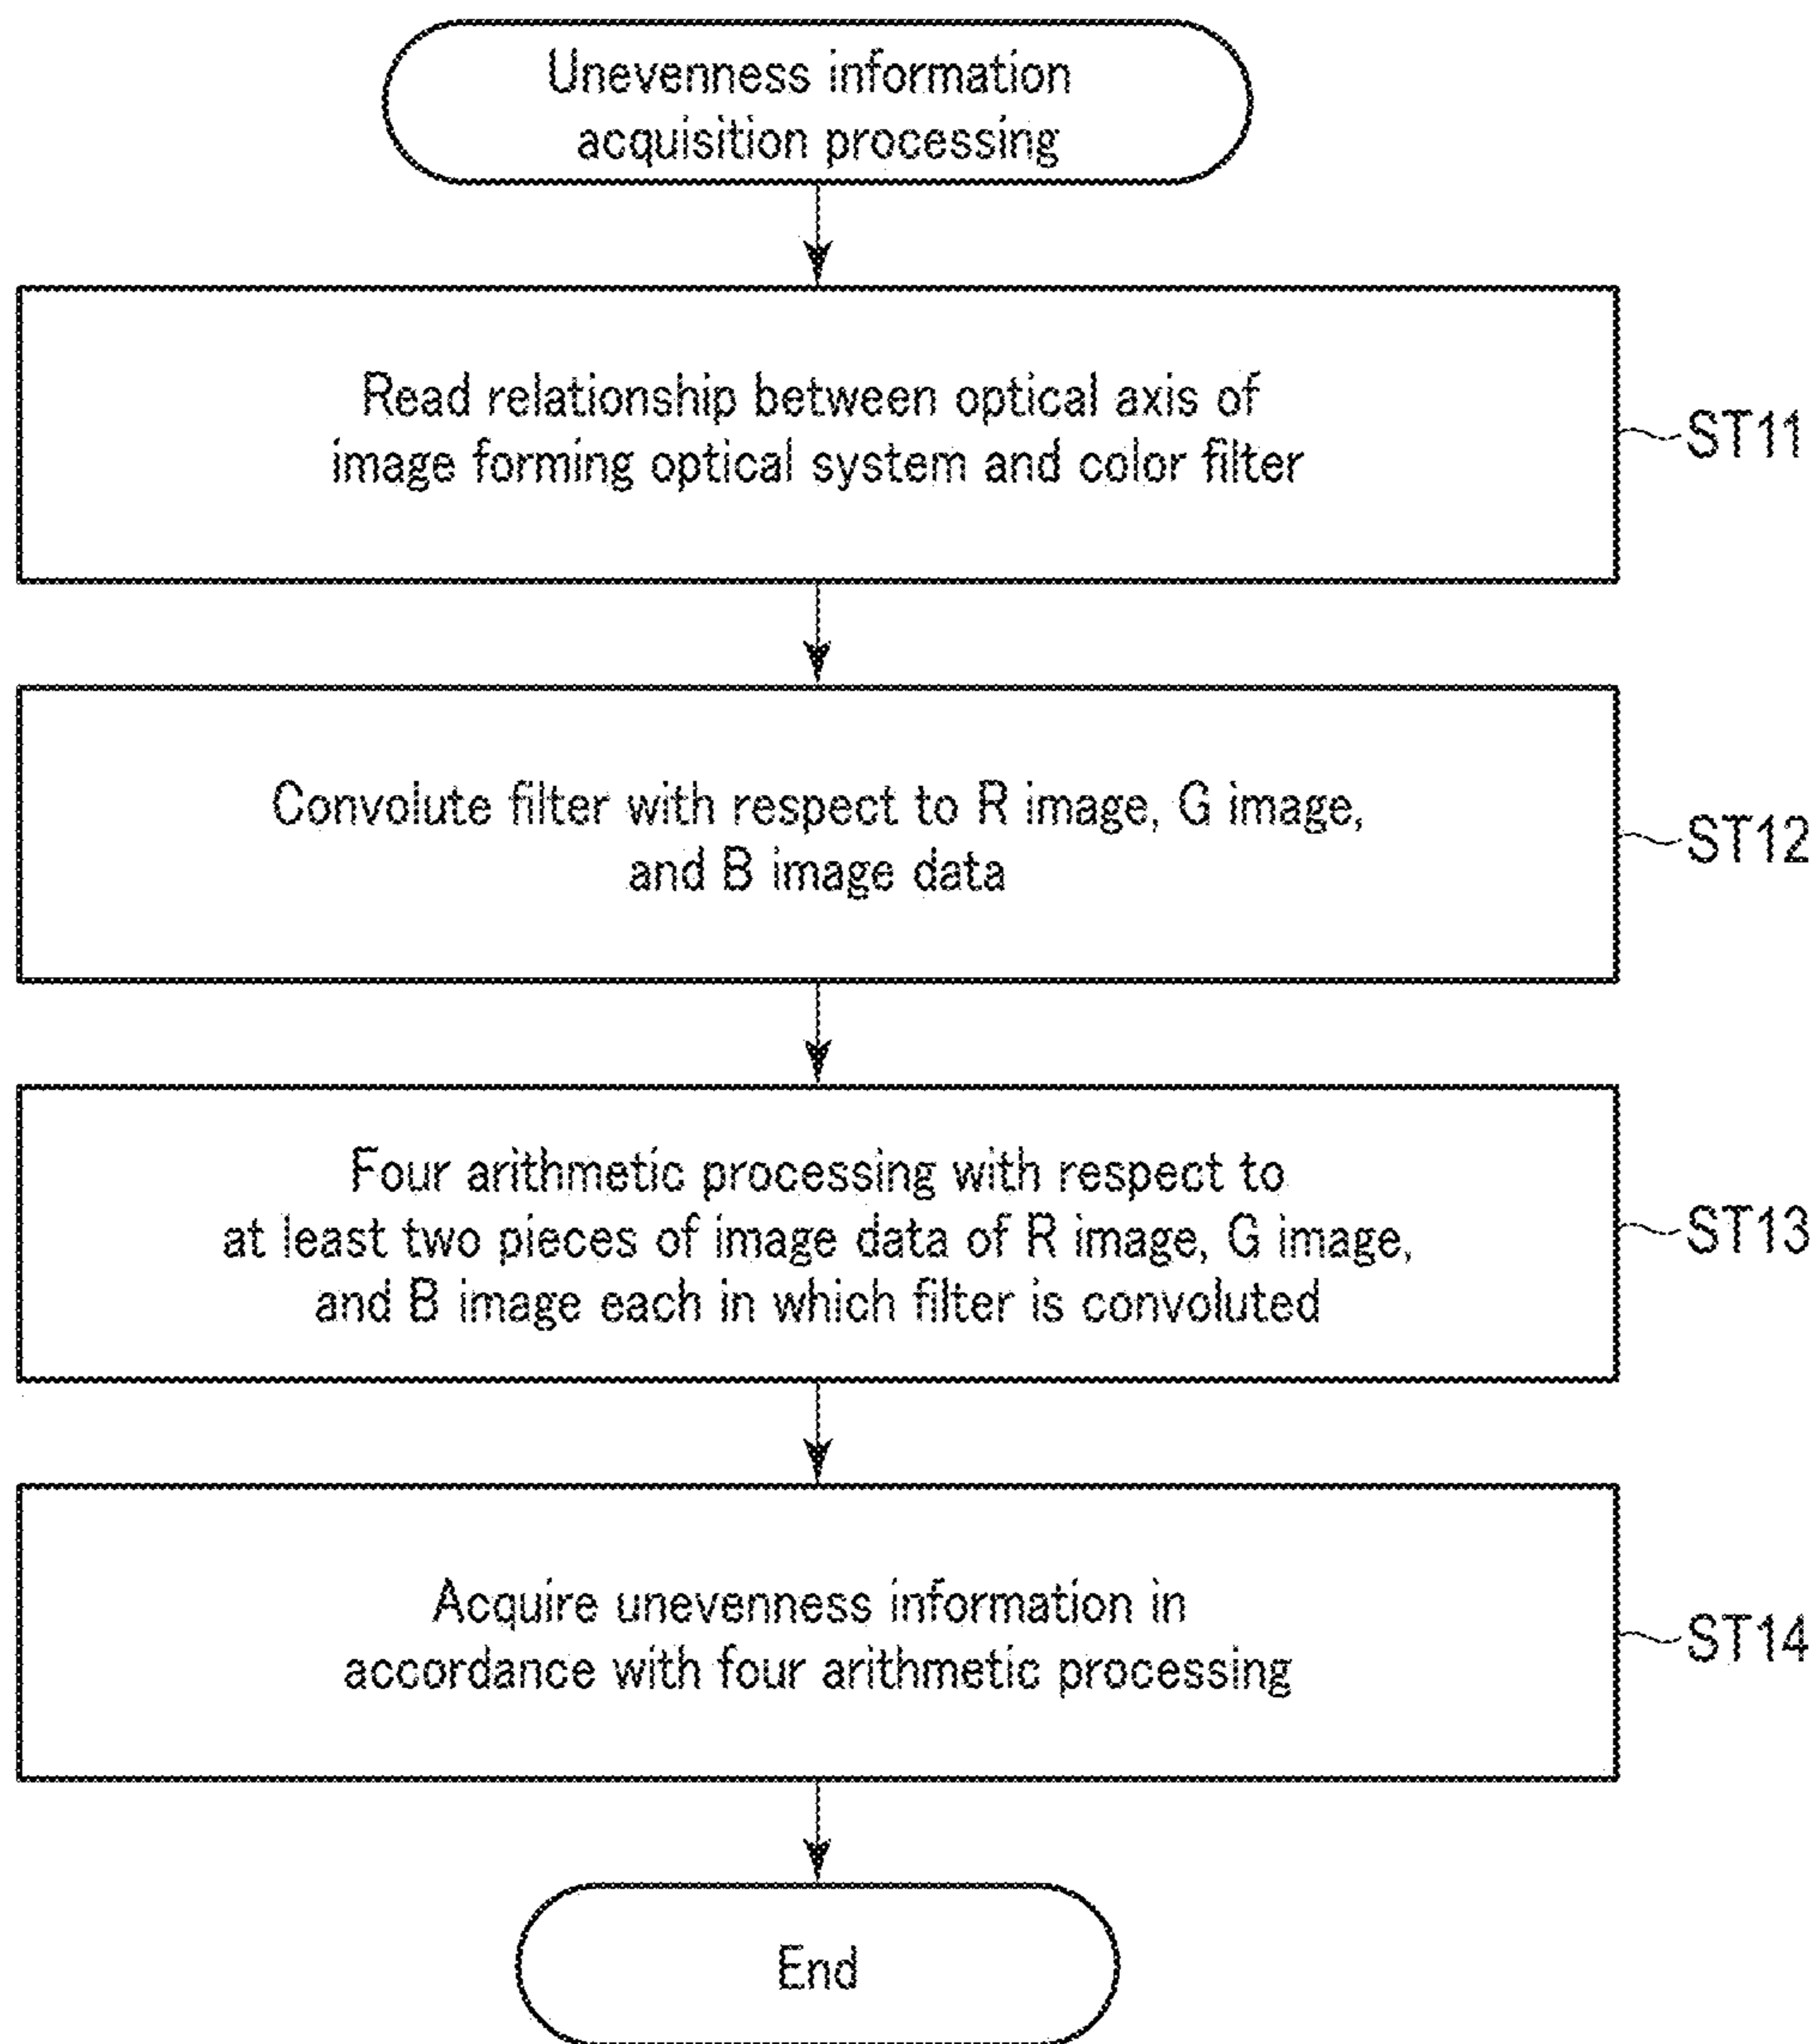 Unevenness information
acquisition processing
Read relationship between optical axis of
image forming optical system and color filter
ST11
Convolute filter with respect to R image, G image,
and B image data
ST12
Four arithmetic processing with respect to
at least two pieces of image data of R image, G image,
and B image each in which filter is convoluted
ST13
Acquire unevenness information in
accordance with four arithmetic processing
ST14
End